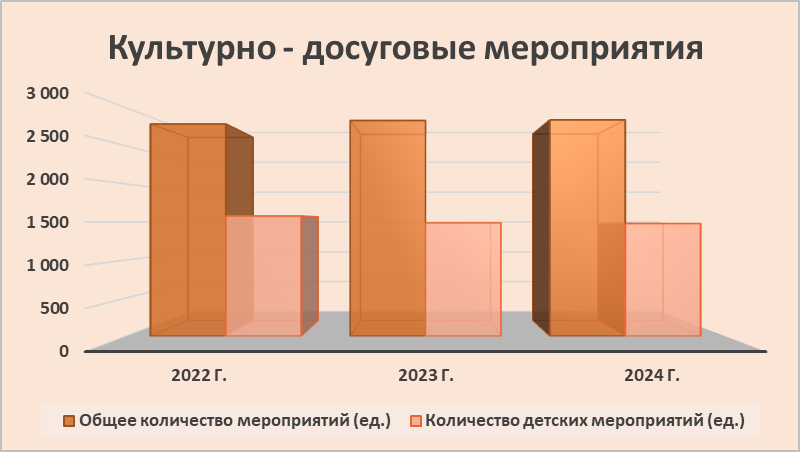 Культурно - досуговые мероприятия
3 000
2 500
2 000
1 500
1 000
500
0
2022 Г.
2023 Г.
2024 Г.
Общее количество мероприятий (ед.)
Количество детских мероприятий (ед.)